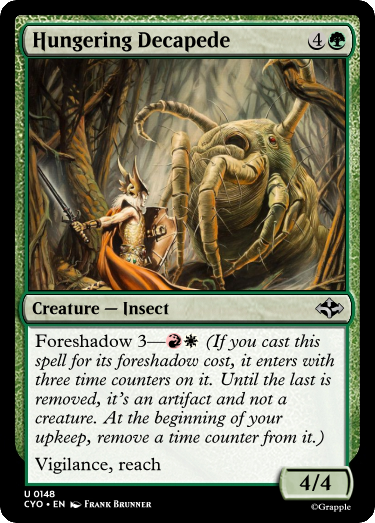 Hungering Decapede 4
Creature — Insect
Foreshadow 3— (If you cast this
spell for its foreshadow cost, it enters with
three time counters on it. Until the last is
removed, it's an artifact and not a
creature. At the beginning of your
upkeep, remove a time counter from it.)
Vigilance, reach
4/4
U 0148
CYO • EN Frank Brunner
©Grapple